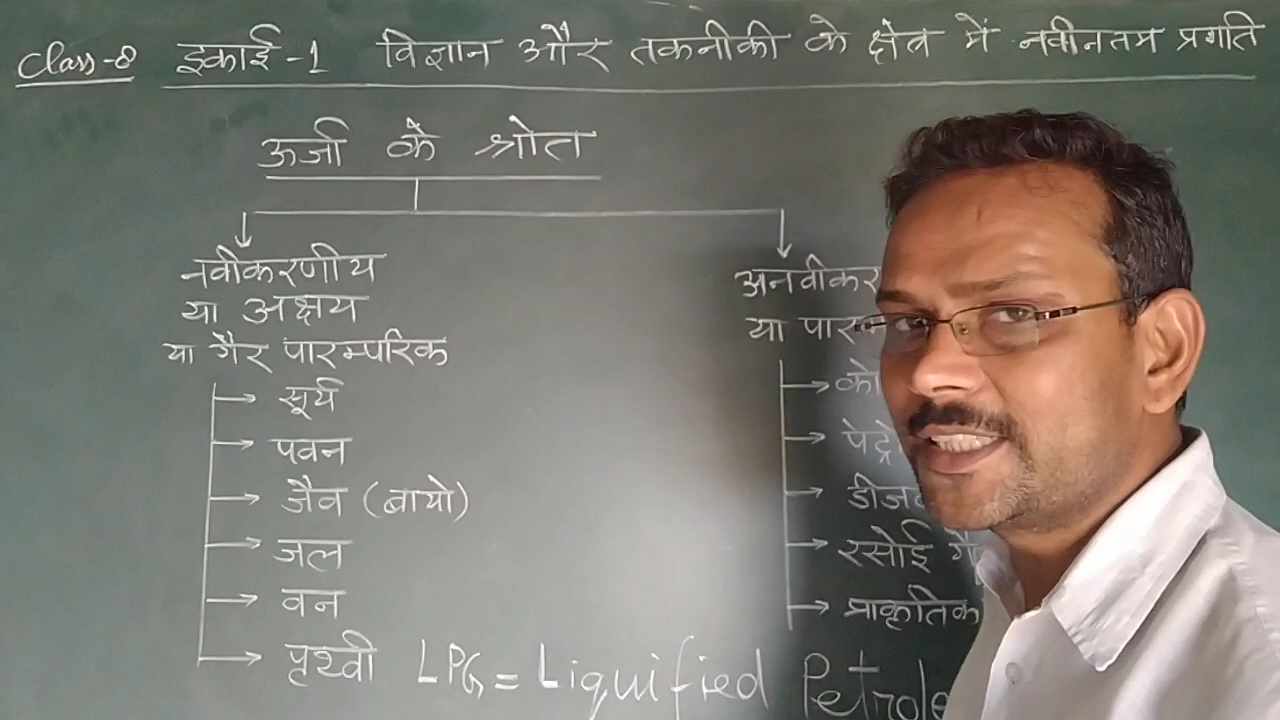 Class-8 इकाई-1 विज्ञान और तकनीकी के क्षेत्र में नवीनतम प्रगति
ऊर्जा के श्रोत
नवीकरणीय
या अक्षय
या गैर पारम्परिक
सूर्य
पवन
जैव (बायो)
जल
वन
पृथ्वी
अनवीकर
या पार
को
पेट्रो
डीजल
रसोई गै
प्राकृतिक
LPG = Liquified Petrole